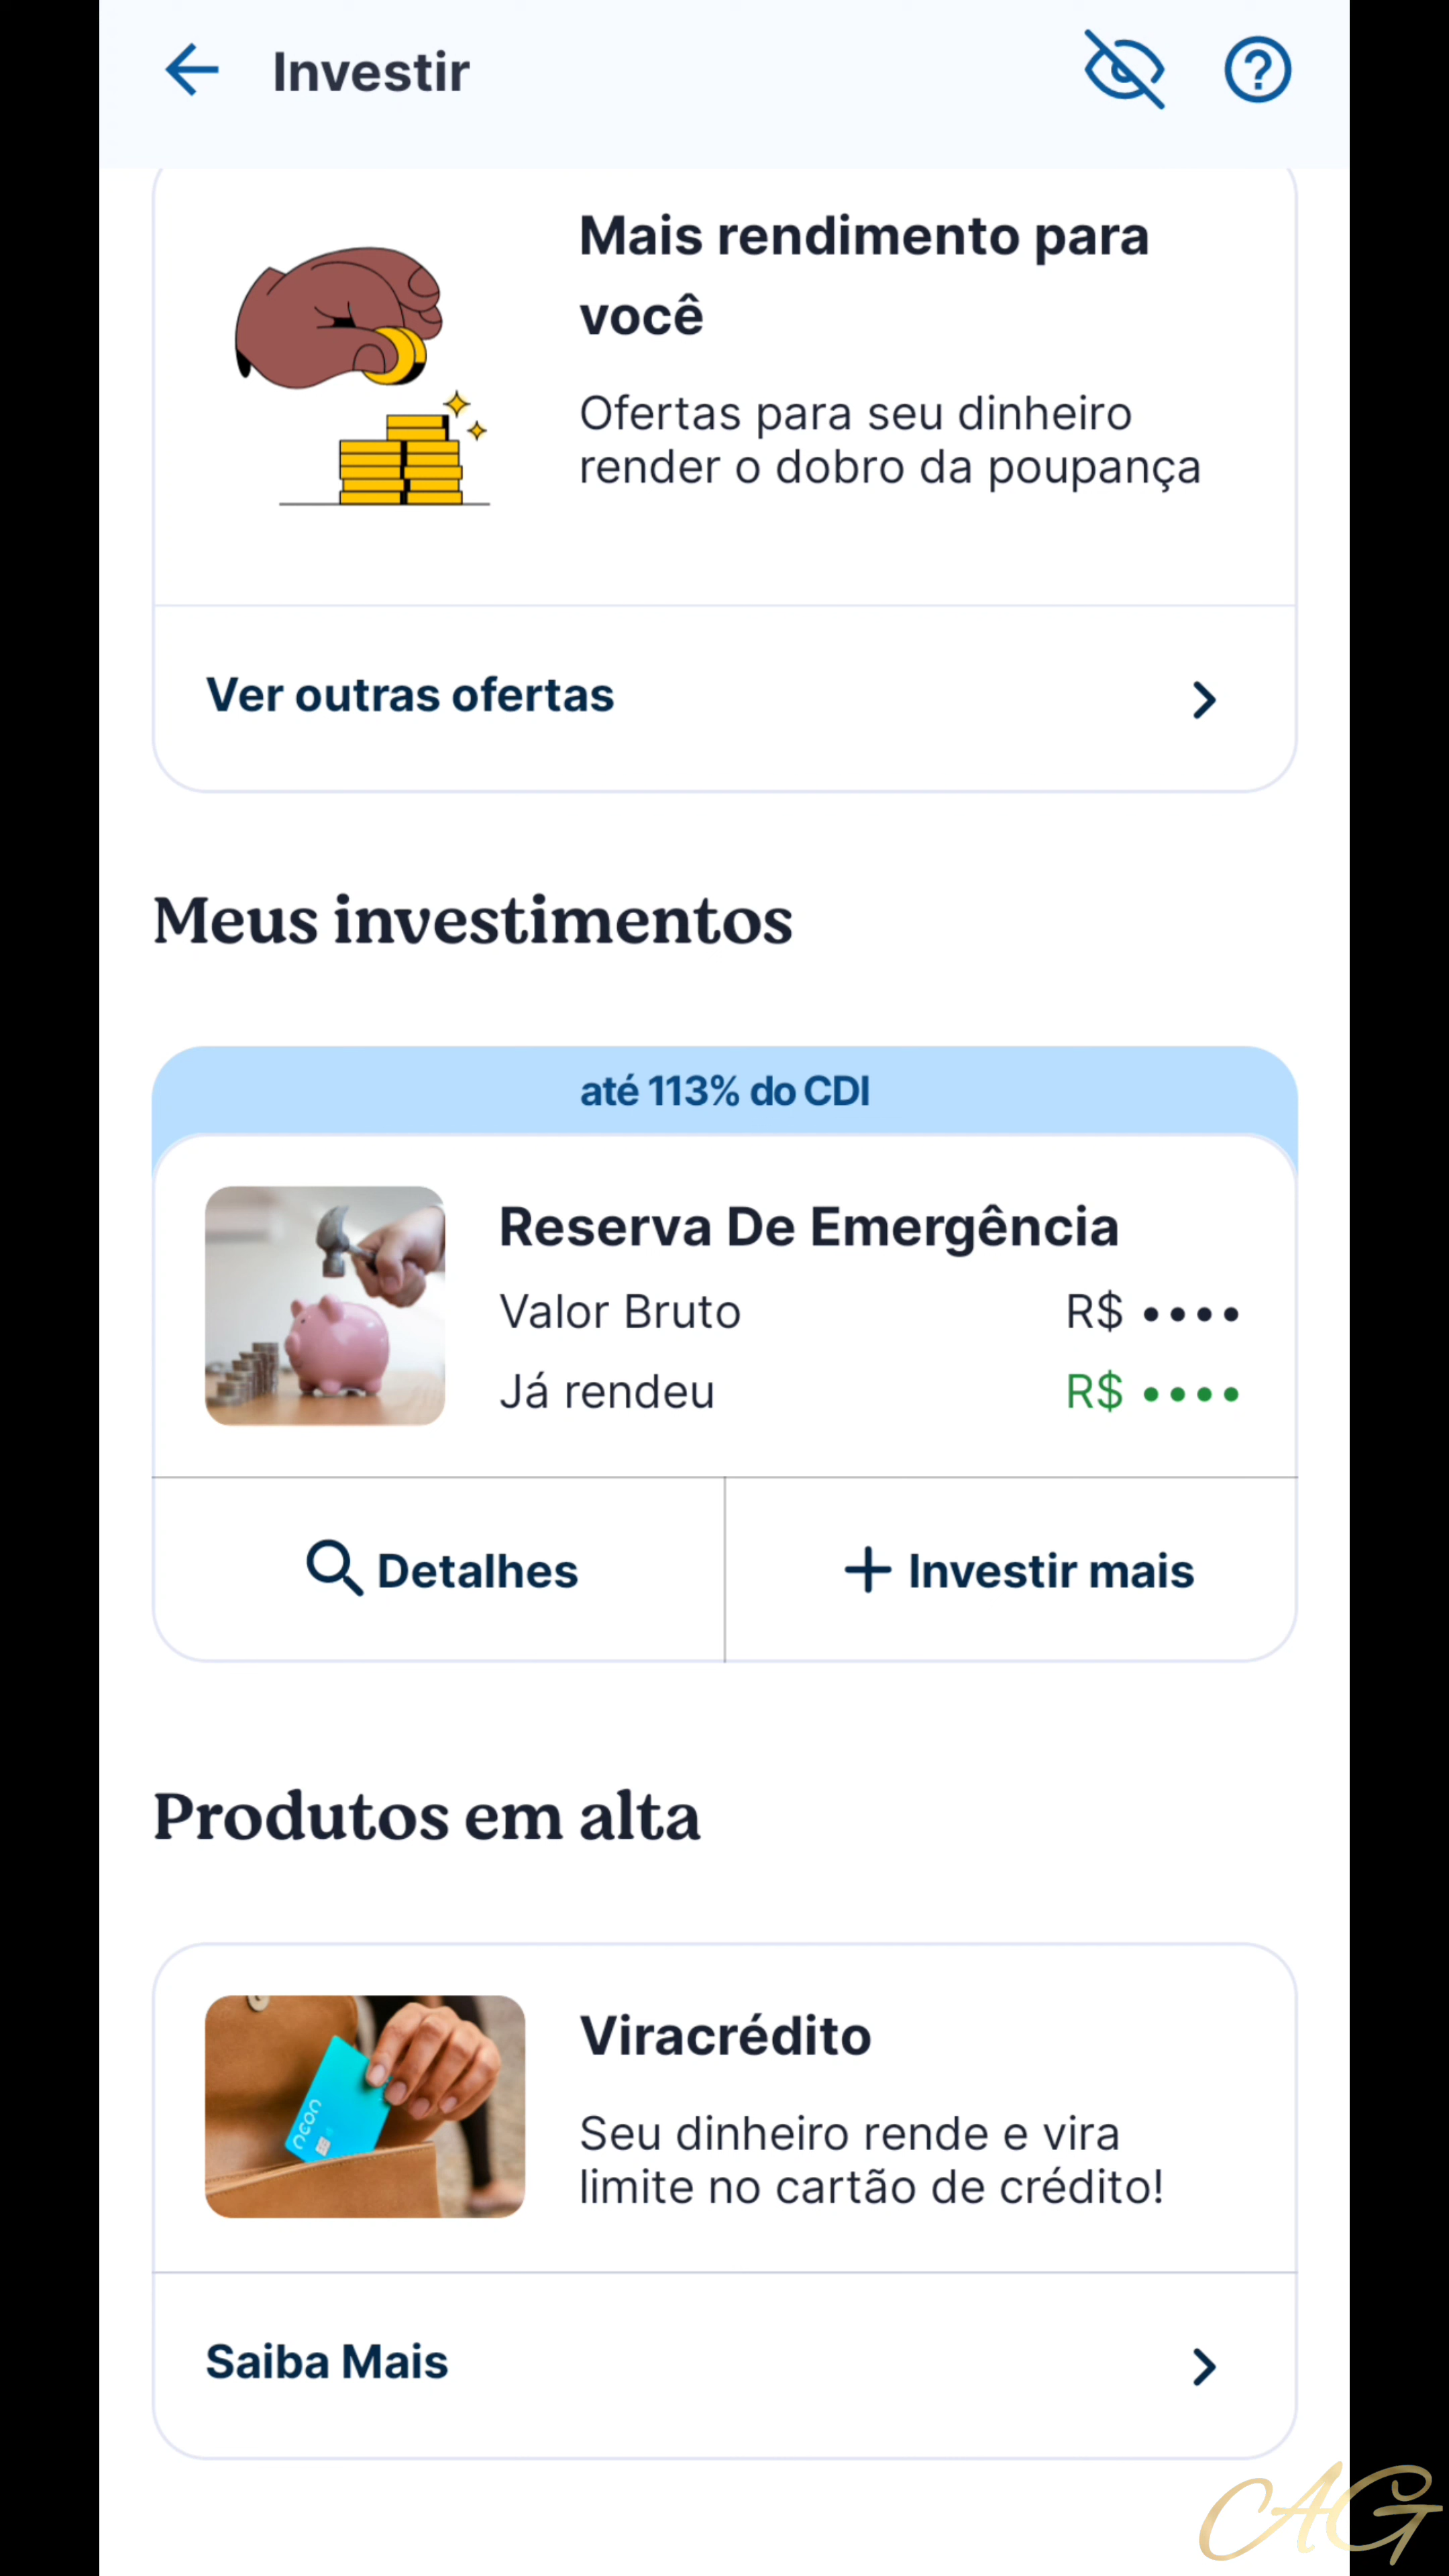 Investir
Mais rendimento para
você
Ofertas para seu dinheiro
render o dobro da poupança
Ver outras ofertas
Meus investimentos
até 113% do CDI
Reserva De Emergência
Valor Bruto R$ ••••
Já rendeu R$ ••••
Detalhes
+ Investir mais
Produtos em alta
neon
Viracrédito
Seu dinheiro rende e vira
limite no cartão de crédito!
Saiba Mais
CAG